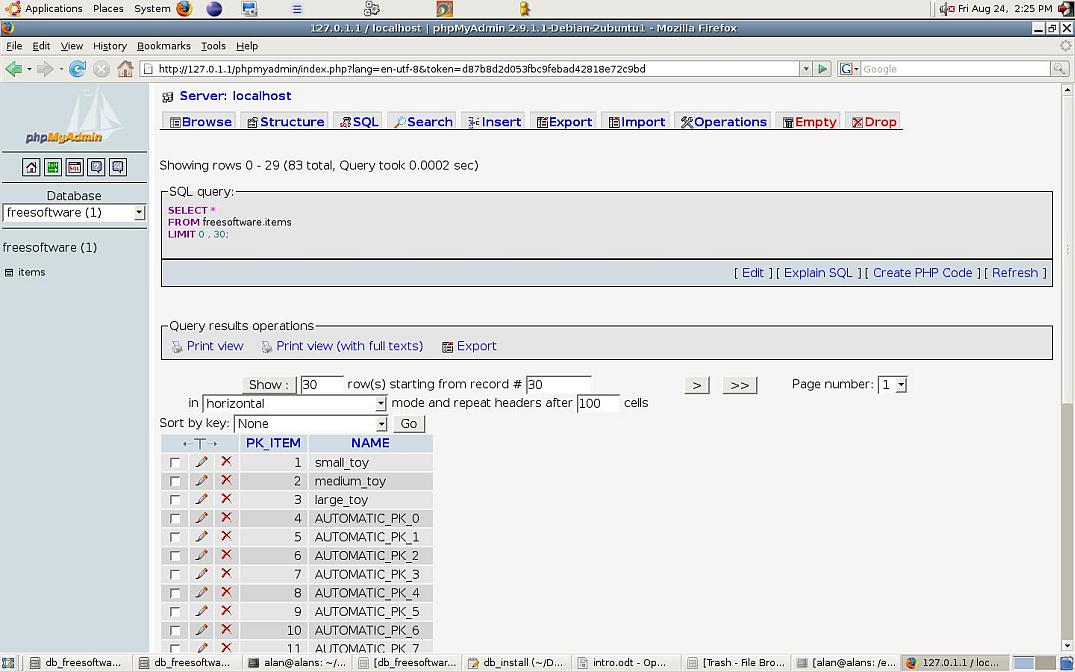 Applications Places System Fri Aug 24, 2:25 PM
127.0.1.1 / localhost | phpMyAdmin 2.9.1.1-Debian-2ubuntu1 - Mozilla Firefox
File Edit View History Bookmarks Tools Help
http://127.0.1.1/phpmyadmin/index.php?lang=en-utf-8&token=d87b8d2d053fbc9febad42818e72c9bd G Google
phpMyAdmin
Server: localhost
Browse Structure SQL Search Insert Export Import Operations Empty Drop
Database
freesoftware (1)
freesoftware (1)
items
Showing rows 0 - 29 (83 total, Query took 0.0002 sec)
SQL query:
SELECT *
FROM freesoftware.items
LIMIT 0 , 30;
[ Edit ] [ Explain SQL ] [ Create PHP Code ] [ Refresh ]
Query results operations
Print view Print view (with full texts) Export
Show : 30 row(s) starting from record # 30 > >> Page number: 1
in horizontal mode and repeat headers after 100 cells
Sort by key: None Go
←T→ PK_ITEM NAME
1 small_toy
2 medium_toy
3 large_toy
4 AUTOMATIC_PK_0
5 AUTOMATIC_PK_1
6 AUTOMATIC_PK_2
7 AUTOMATIC_PK_3
8 AUTOMATIC_PK_4
9 AUTOMATIC_PK_5
10 AUTOMATIC_PK_6
11 AUTOMATIC_PK_7
db_freesoftwa... db_freesoftwa... alan@alans: ~/... [db_freesoftwar... db_install (~/D... intro.odt - Op... [Trash - File Bro... [alan@alans: /e... 127.0.1.1 / loc...